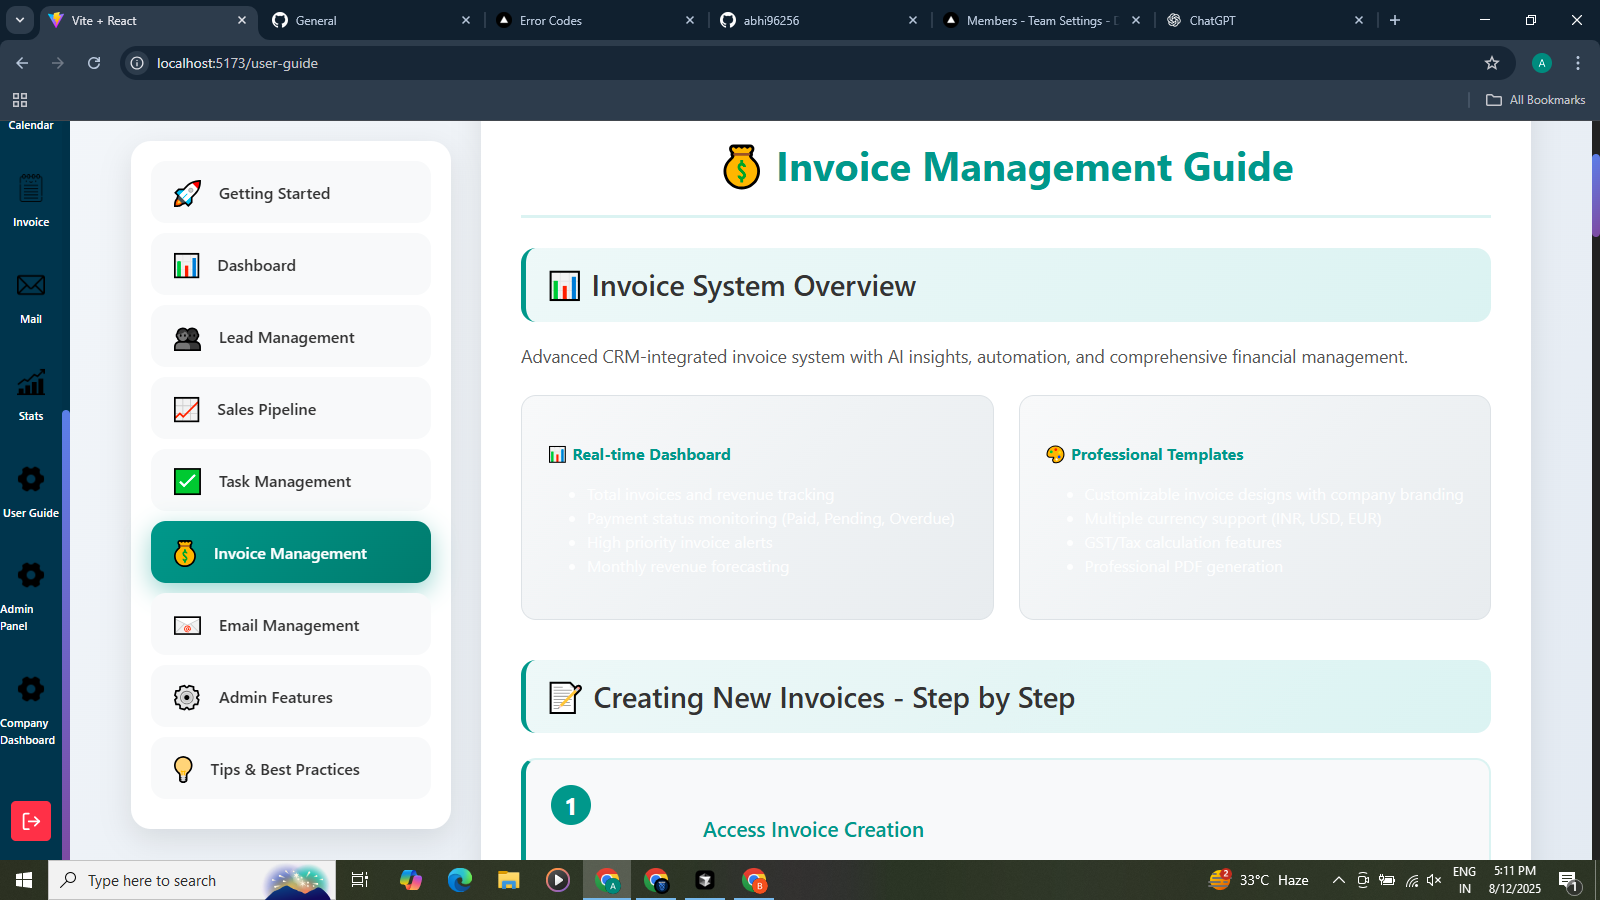 Vite + React
General
Error Codes
abhi96256
Members - Team Settings - D
ChatGPT
localhost:5173/user-guide
A
All Bookmarks
Calendar
Invoice
Mail
Stats
User Guide
Admin
Panel
Company
Dashboard
Getting Started
Dashboard
Lead Management
Sales Pipeline
Task Management
Invoice Management
Email Management
Admin Features
Tips & Best Practices
Invoice Management Guide
Invoice System Overview
Advanced CRM-integrated invoice system with AI insights, automation, and comprehensive financial management.
Real-time Dashboard
Total invoices and revenue tracking
Payment status monitoring (Paid, Pending, Overdue)
High priority invoice alerts
Monthly revenue forecasting
Professional Templates
Customizable invoice designs with company branding
Multiple currency support (INR, USD, EUR)
GST/Tax calculation features
Professional PDF generation
Creating New Invoices - Step by Step
1
Access Invoice Creation
Type here to search
A
B
2
33°C Haze
ENG
IN
5:11 PM
8/12/2025
1